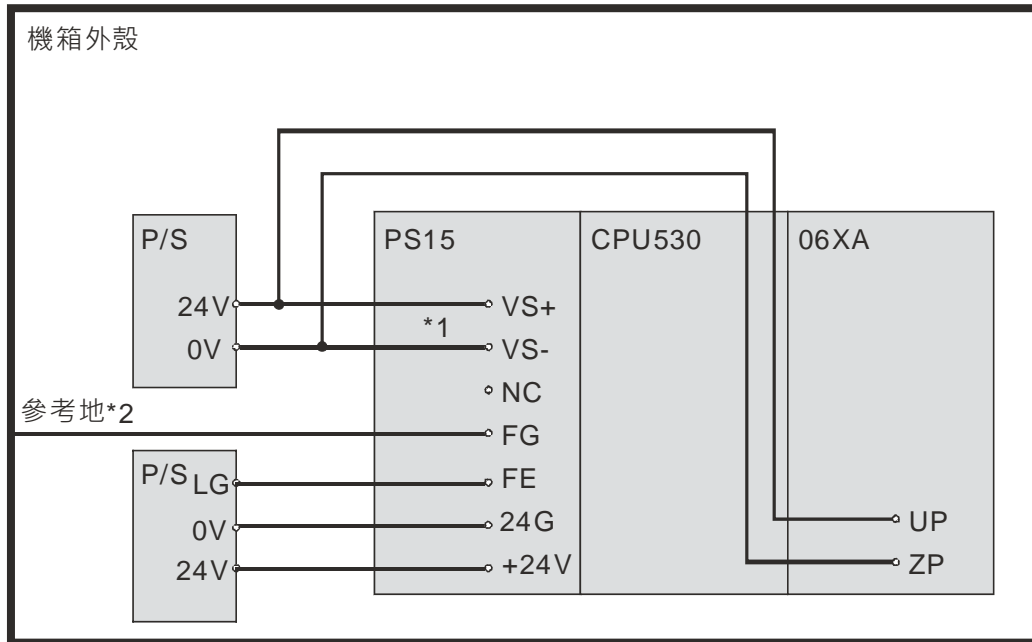 機箱外殼
P/S
24V
0V
PS15
VS+
*1
VS-
NC
FG
FE
24G
+24V
CPU530
06XA
UP
ZP
參考地*2
P/S
LG
0V
24V